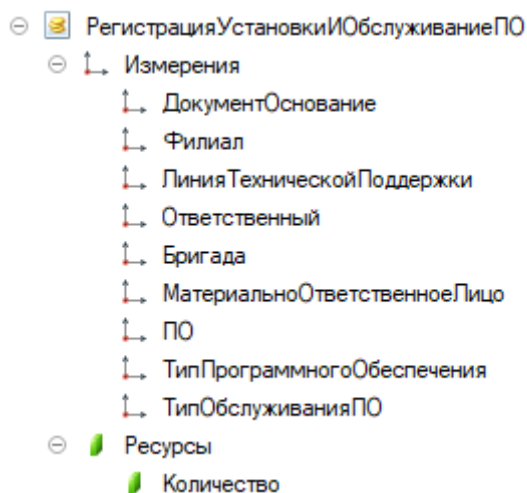 РегистрацияУстановкиИОбслуживаниеПО
Измерения
ДокументОснование
Филиал
ЛинияТехническойПоддержки
Ответственный
Бригада
МатериальноОтветственноеЛицо
ПО
ТипПрограммногоОбеспечения
ТипОбслуживанияПО
Ресурсы
Количество